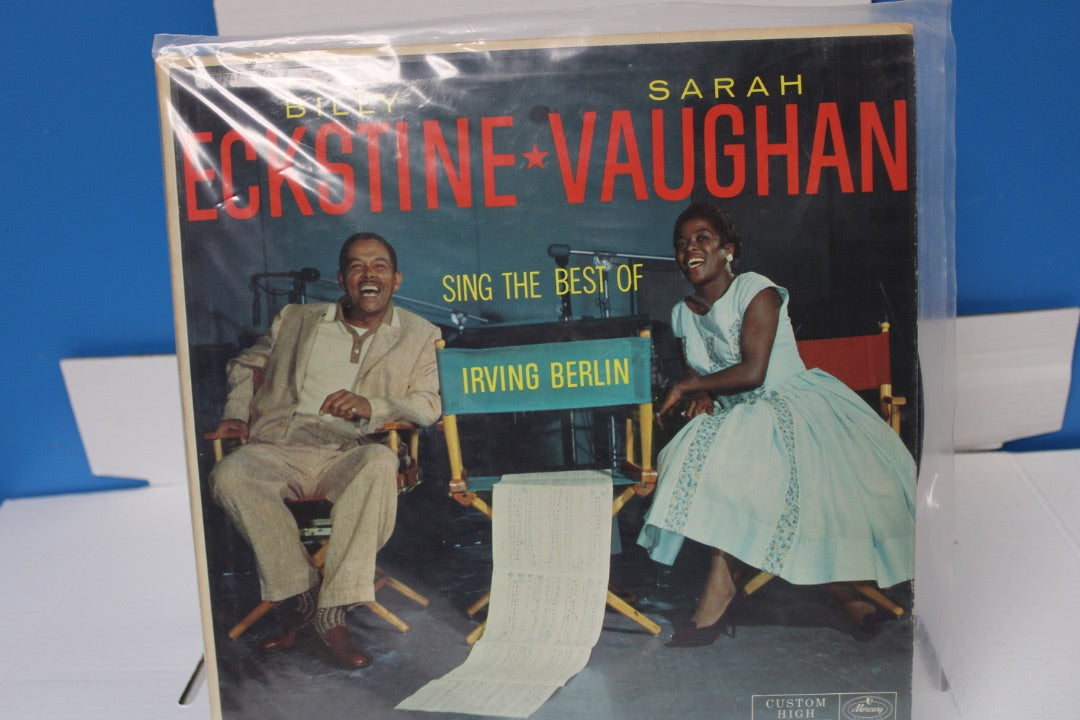 BILLY SARAH
ECKSTINE★VAUGHAN
SING THE BEST OF
IRVING BERLIN
CUSTOM
HIGH
Mercury